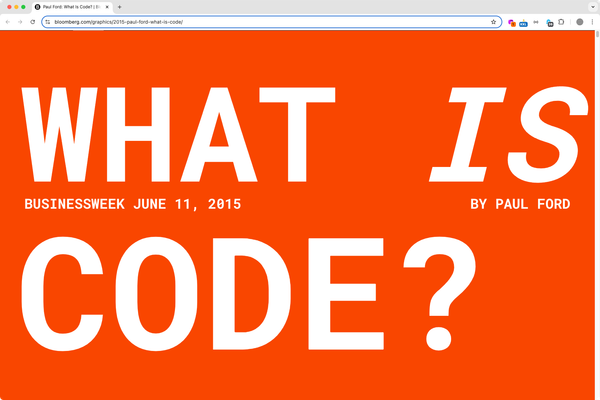 Paul Ford: What Is Code? |
bloomberg.com/graphics/2015-paul-ford-what-is-code/
WHAT IS
BUSINESSWEEK JUNE 11, 2015 BY PAUL FORD
CODE?